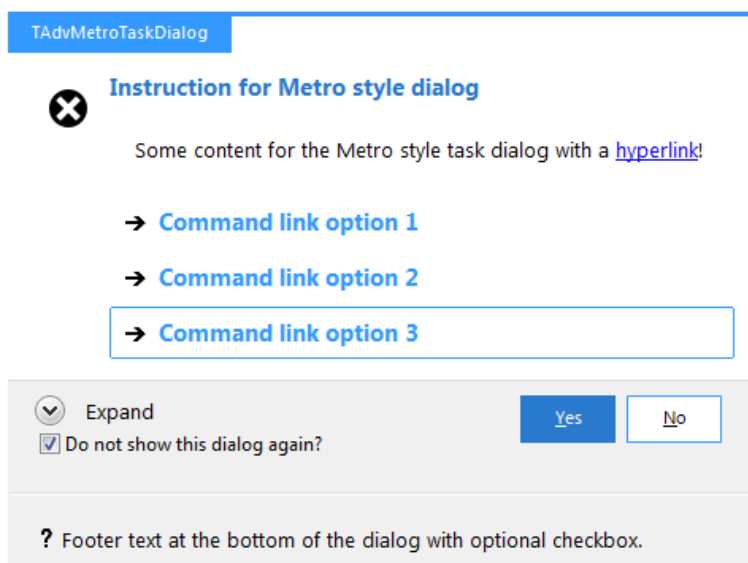 TAdvMetroTaskDialog
Instruction for Metro style dialog
Some content for the Metro style task dialog with a hyperlink!
Command link option 1
Command link option 2
Command link option 3
Expand
Yes
No
Do not show this dialog again?
? Footer text at the bottom of the dialog with optional checkbox.